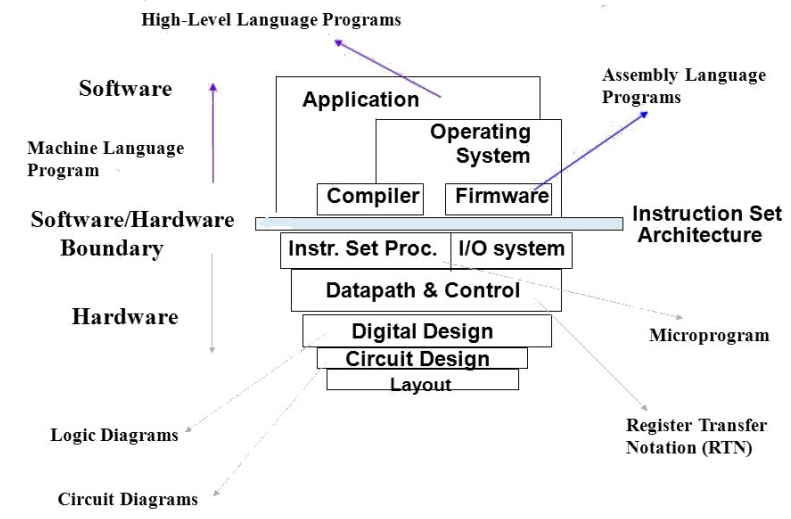 High-Level Language Programs
Software
Assembly Language
Programs
Application
Operating
System
Machine Language
Program
Compiler
Firmware
Software/Hardware
Boundary
Instruction Set
Architecture
Instr. Set Proc.
I/O system
Datapath & Control
Hardware
Digital Design
Microprogram
Circuit Design
Layout
Logic Diagrams
Register Transfer
Notation (RTN)
Circuit Diagrams